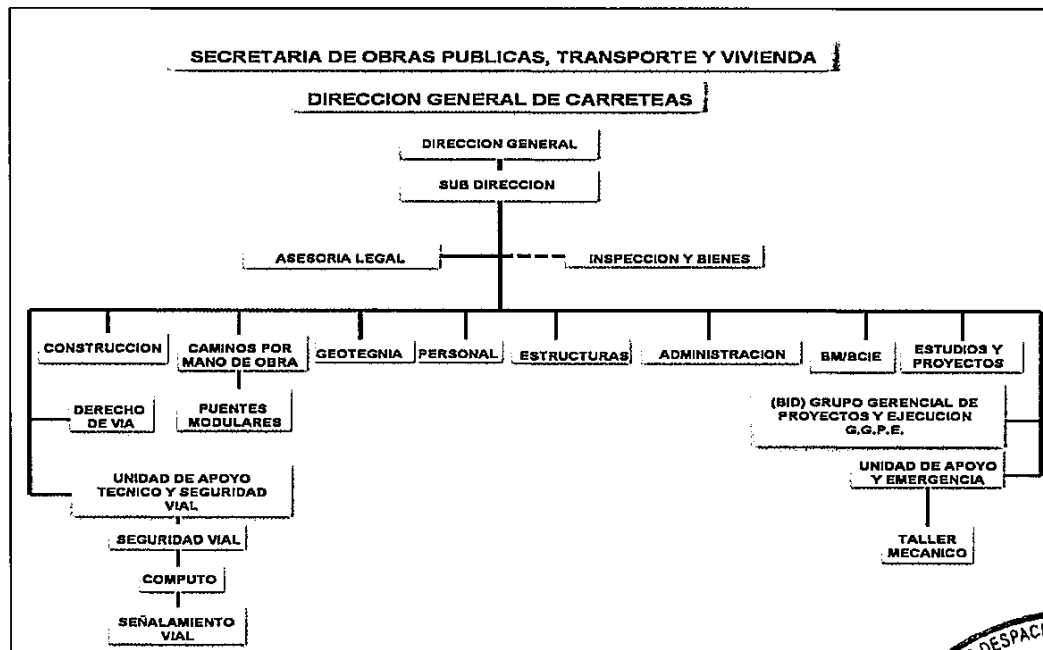 SECRETARIA DE OBRAS PUBLICAS, TRANSPORTE Y VIVIENDA
DIRECCION GENERAL DE CARRETEAS
DIRECCION GENERAL
SUB DIRECCION
ASESORIA LEGAL
INSPECCION Y BIENES
CONSTRUCCION
CAMINOS POR
MANO DE OBRA
GEOTEGNIA
PERSONAL
ESTRUCTURAS
ADMINISTRACION
BM/BCIE
ESTUDIOS Y
PROYECTOS
DERECHO
DE VIA
PUENTES
MODULARES
(BID) GRUPO GERENCIAL DE
PROYECTOS Y EJECUCION
G.G.P.E.
UNIDAD DE APOYO
TECNICO Y SEGURIDAD
VIAL
UNIDAD DE APOYO
Y EMERGENCIA
SEGURIDAD VIAL
TALLER
MECANICO
COMPUTO
SEÑALAMIENTO
VIAL